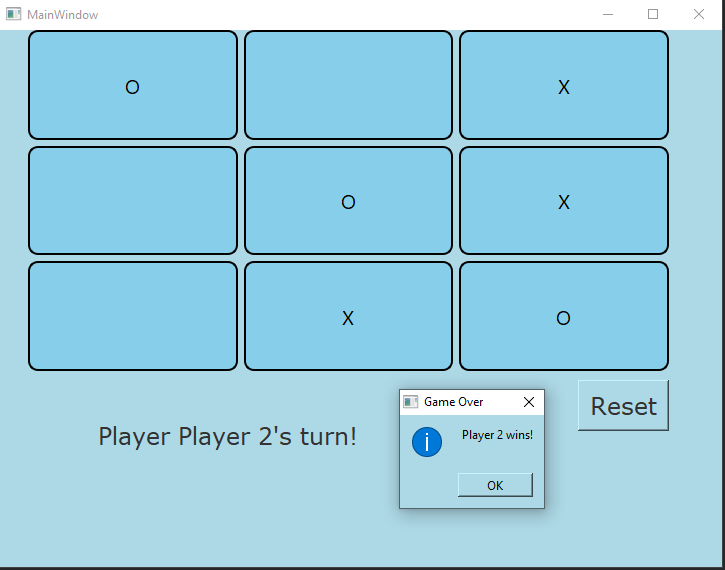 MainWindow
O X
O X
X O
Game Over
Player 2 wins!
OK
Reset
Player Player 2's turn!